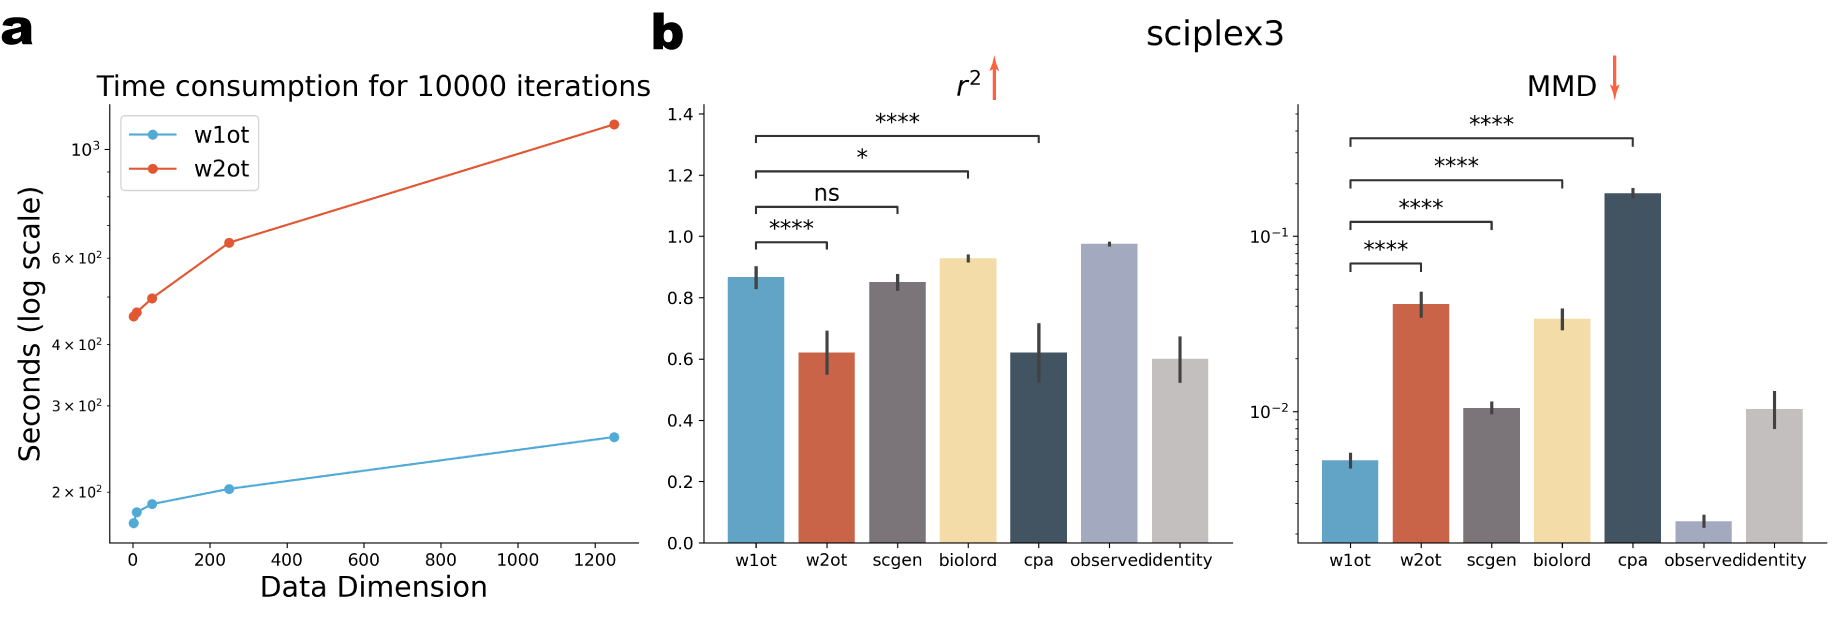 a
Time consumption for 10000 iterations
w1ot
w2ot
10³
6 × 10²
4 × 10²
3 × 10²
2 × 10²
Seconds (log scale)
0 200 400 600 800 1000 1200
Data Dimension
b
sciplex3
r² ↑
1.4
1.2
1.0
0.8
0.6
0.4
0.2
0.0
****
*
ns
****
w1ot w2ot scgen biolord cpa observed identity
MMD ↓
10⁻¹
10⁻²
****
****
****
****
w1ot w2ot scgen biolord cpa observed identity